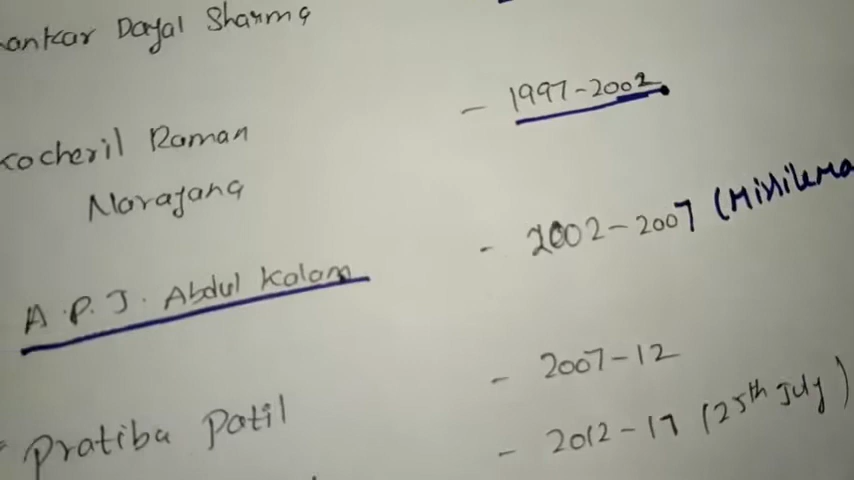 ankar Dayal Sharma
- 1997-2002
Kocheril Raman
Narayana
- 2002-2007 (Missilema
A.P.J. Abdul Kalam
- 2007-12
Pratiba Patil
- 2012-17 (25th July)